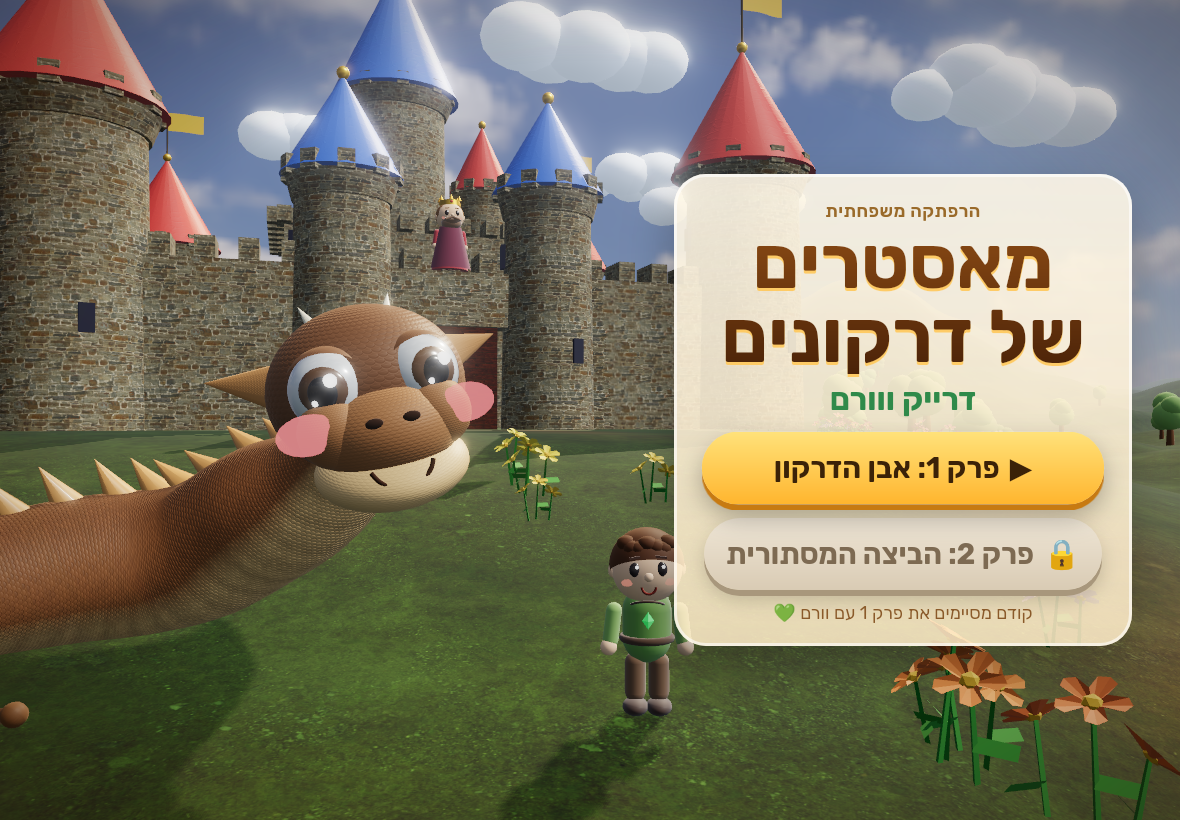 הרפתקה משפחתית
מאסטרים
של דרקונים
דרייק ווורם
▶ פרק 1: אבן הדרקון
🔒 פרק 2: הביצה המסתורית
קודם מסיימים את פרק 1 עם וורם 💚